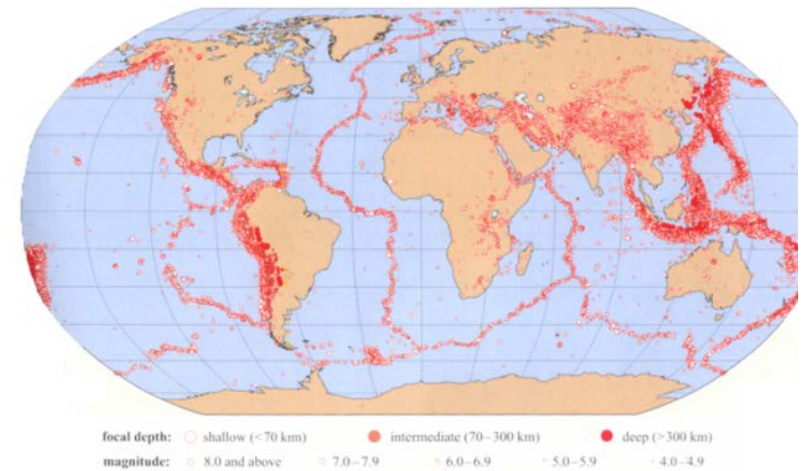 focal depth: shallow (<70 km) intermediate (70–300 km) deep (>300 km)
magnitude: 8.0 and above 7.0–7.9 6.0–6.9 5.0–5.9 4.0–4.9